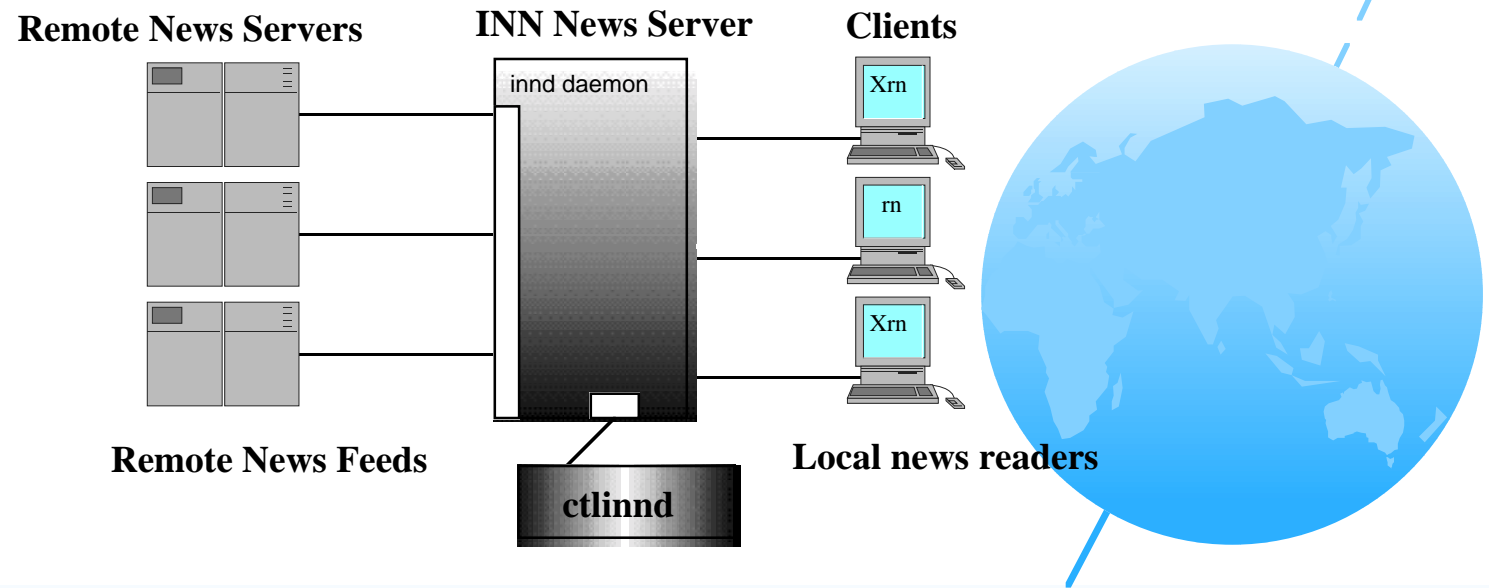 Remote News Servers
INN News Server
Clients
innd daemon
Xrn
rn
Xrn
Remote News Feeds
Local news readers
ctlinnd